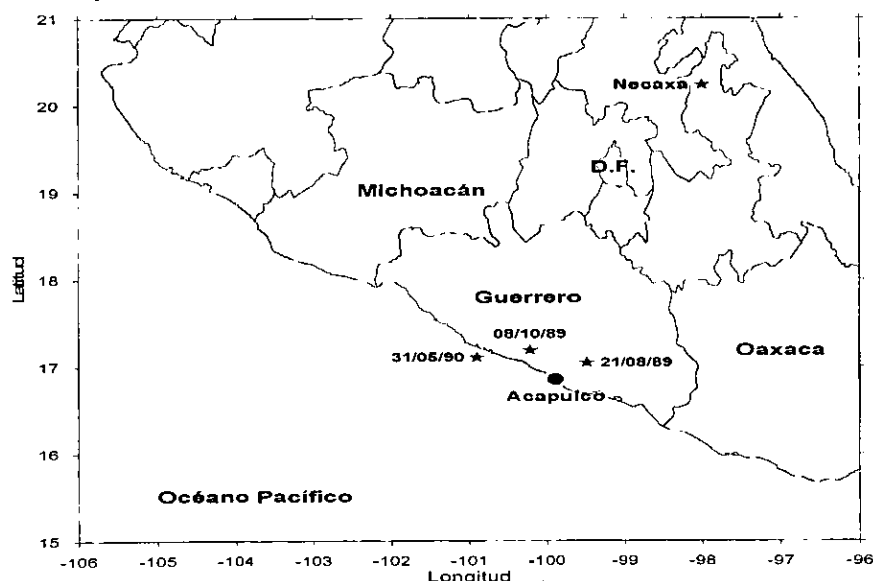 21
20
19
18
17
16
15
Latitud
Necaxa
D.F.
Michoacán
Guerrero
08/10/89
31/05/90
21/08/89
Acapulco
Oaxaca
Océano Pacífico
-106 -105 -104 -103 -102 -101 -100 -99 -98 -97 -96
Longitud